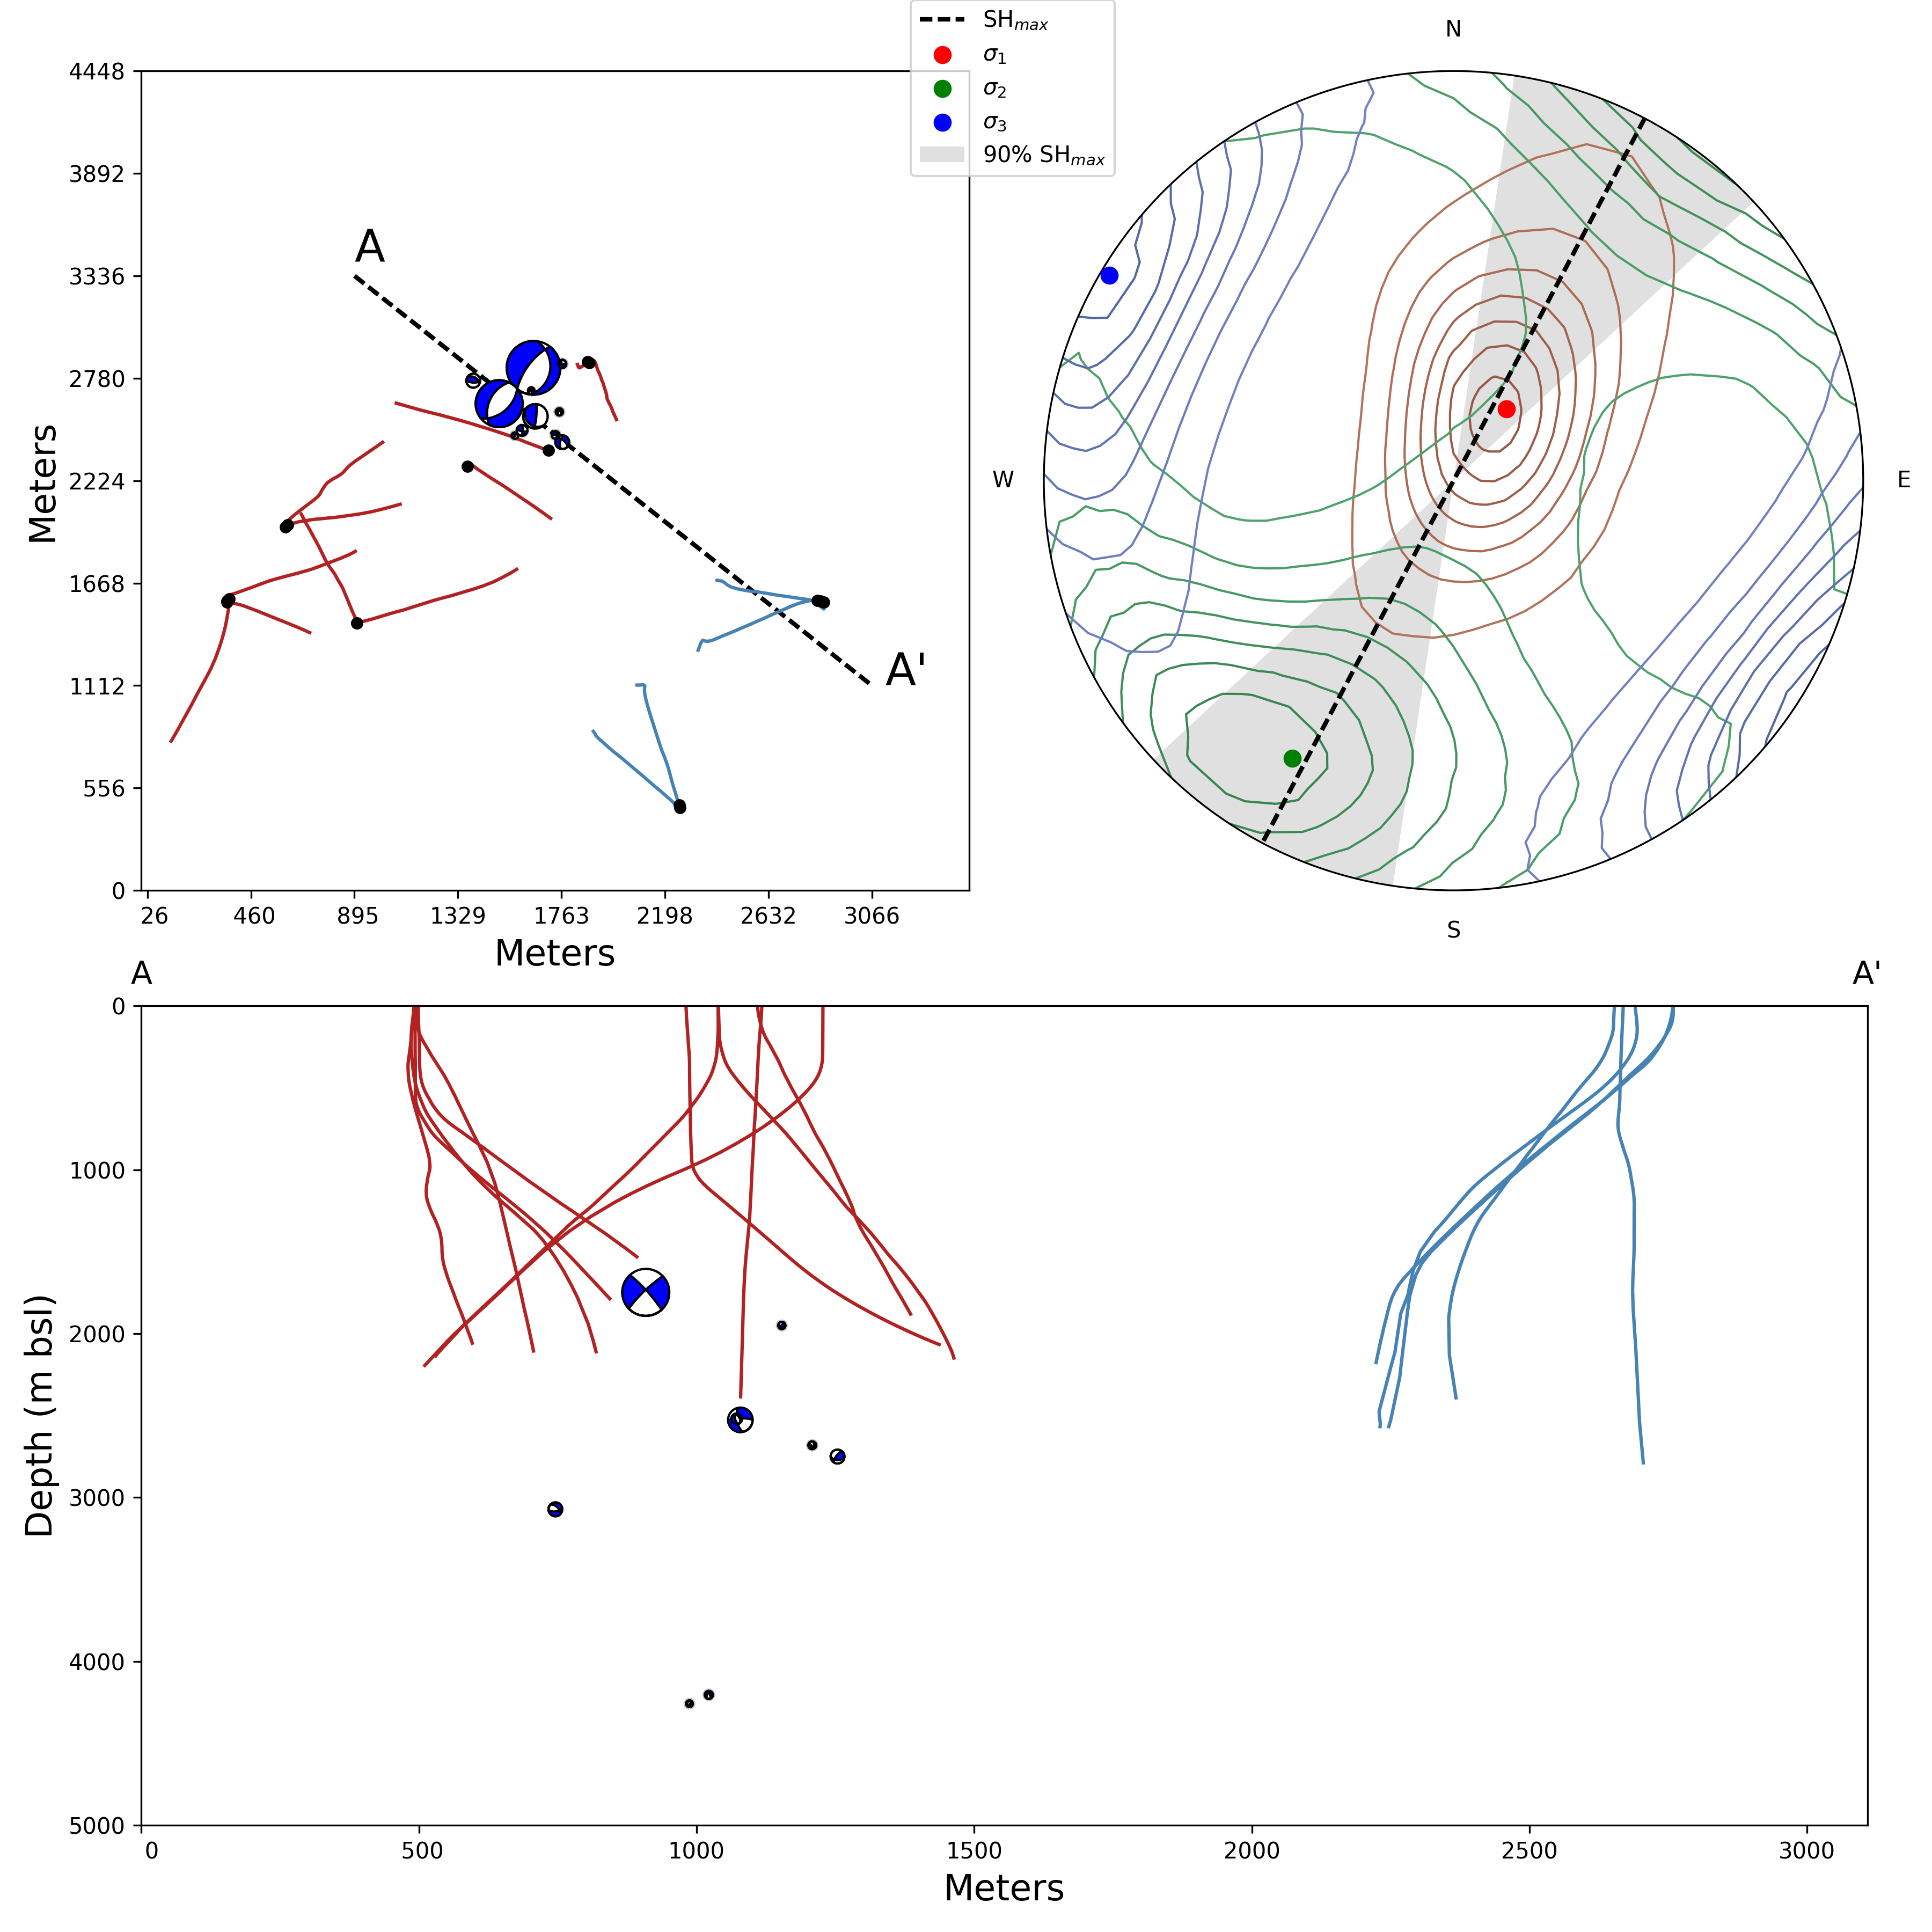 SHmax
σ1
σ2
σ3
90% SHmax
N
W
E
S
4448
3892
3336
2780
2224
1668
1112
556
0
Meters
A
A'
26 460 895 1329 1763 2198 2632 3066
Meters
A A'
0
1000
2000
3000
4000
5000
Depth (m bsl)
0 500 1000 1500 2000 2500 3000
Meters